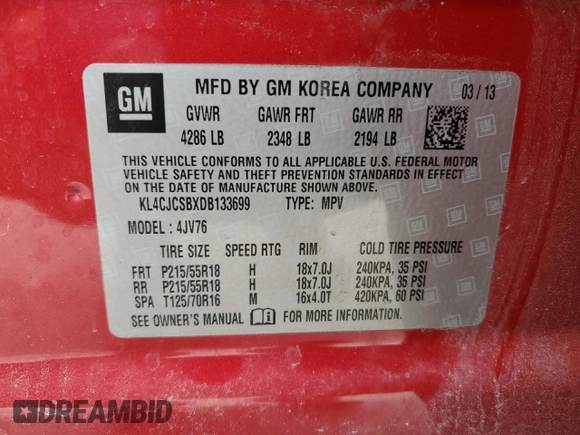 GM MFD BY GM KOREA COMPANY 03 / 13
GVWR GAWR FRT GAWR RR
4286 LB 2348 LB 2194 LB
THIS VEHICLE CONFORMS TO ALL APPLICABLE U.S. FEDERAL MOTOR
VEHICLE SAFETY AND THEFT PREVENTION STANDARDS IN
EFFECT ON THE DATE OF MANUFACTURE SHOWN ABOVE.
KL4CJCSBXDB133699 TYPE: MPV
MODEL : 4JV76
TIRE SIZE SPEED RTG RIM COLD TIRE PRESSURE
FRT P215/55R18 H 18x7.0J 240KPA, 35 PSI
RR P215/55R18 H 18x7.0J 240KPA, 35 PSI
SPA T125/70R16 M 16x4.0T 420KPA, 60 PSI
SEE OWNER'S MANUAL FOR MORE INFORMATION.
DREAMBID